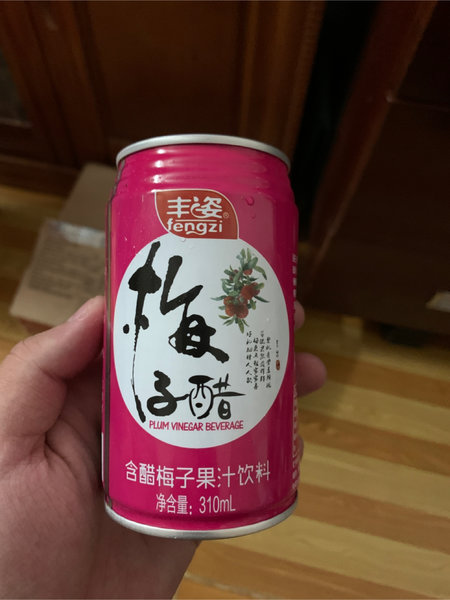 丰姿®
fengzi
梅
子醋
PLUM VINEGAR BEVERAGE
含醋梅子果汁饮料
净含量: 310mL